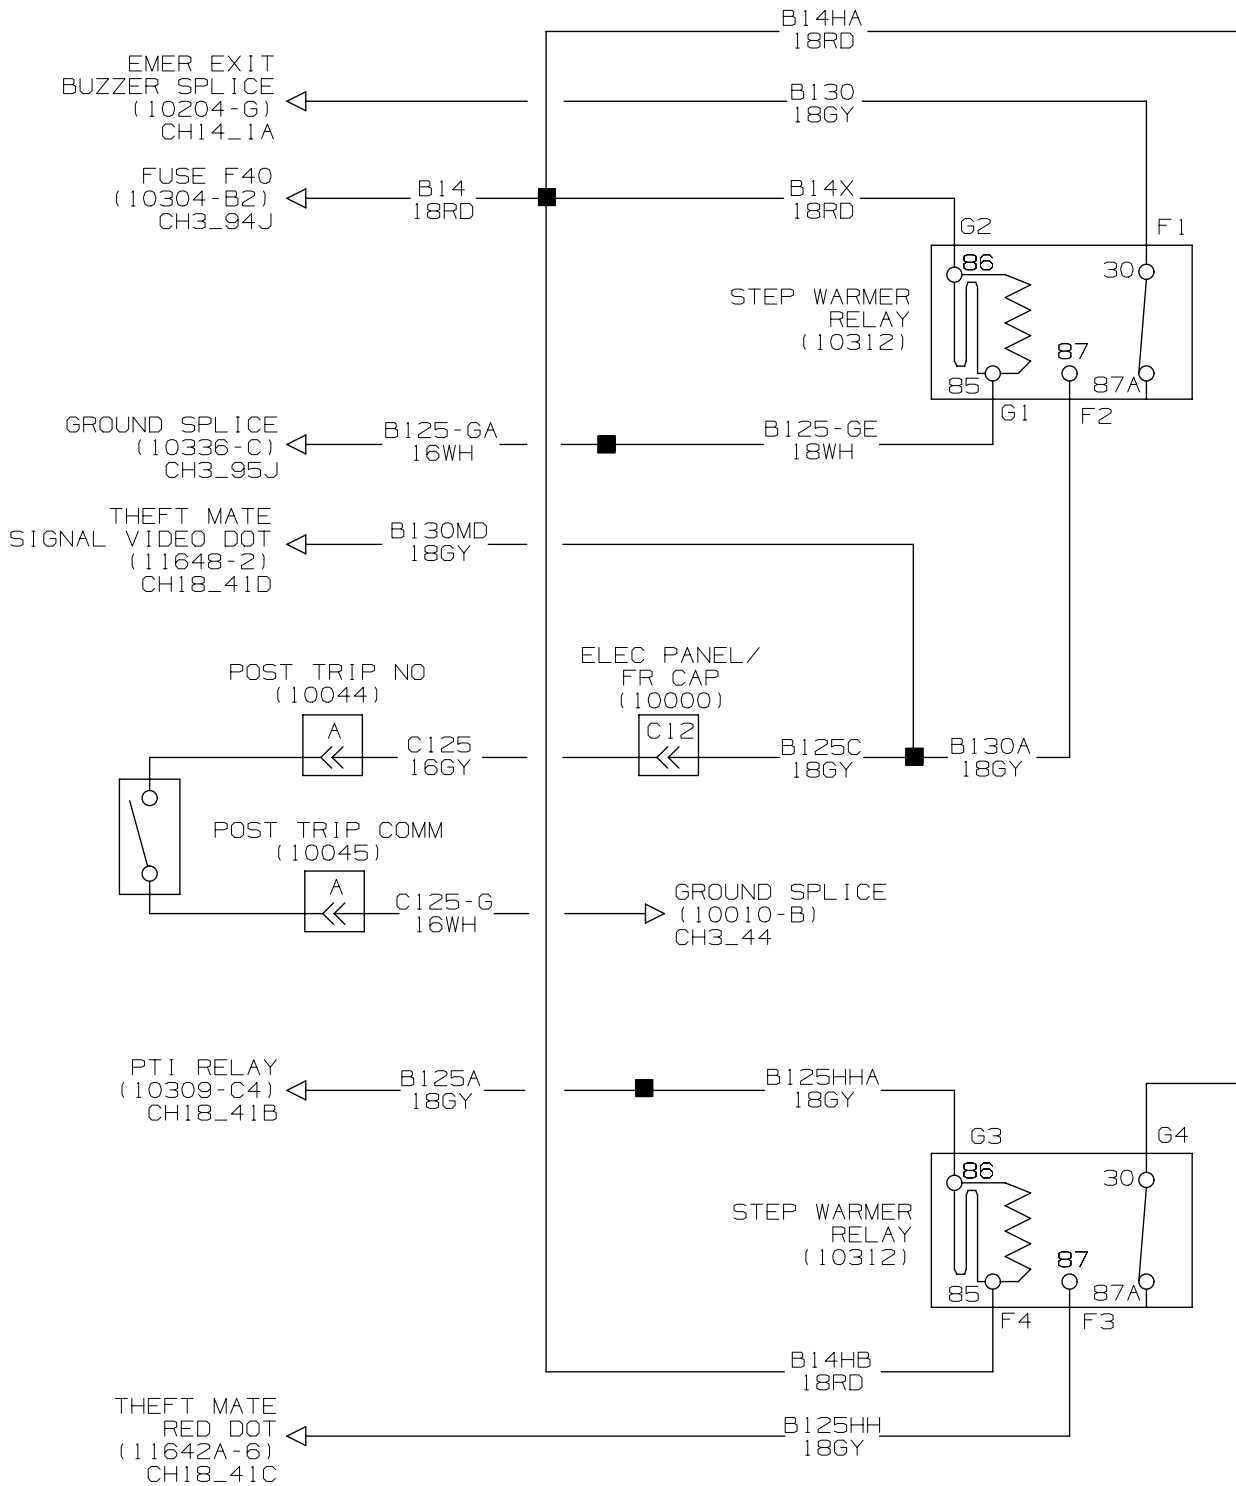 B14HA
18RD
EMER EXIT
BUZZER SPLICE
(10204-G)
CH14_1A
B130
18GY
FUSE F40
(10304-B2)
CH3_94J
B14
18RD
B14X
18RD
G2
F1
86
30
STEP WARMER
RELAY
(10312)
87
85
87A
G1
F2
GROUND SPLICE
(10336-C)
CH3_95J
B125-GA
16WH
B125-GE
18WH
THEFT MATE
SIGNAL VIDEO DOT
(11648-2)
CH18_41D
B130MD
18GY
POST TRIP NO
(10044)
A
C125
16GY
ELEC PANEL/
FR CAP
(10000)
C12
B125C
18GY
B130A
18GY
POST TRIP COMM
(10045)
A
C125-G
16WH
GROUND SPLICE
(10010-B)
CH3_44
PTI RELAY
(10309-C4)
CH18_41B
B125A
18GY
B125HHA
18GY
G3
G4
86
30
STEP WARMER
RELAY
(10312)
87
85
87A
F4
F3
B14HB
18RD
THEFT MATE
RED DOT
(11642A-6)
CH18_41C
B125HH
18GY